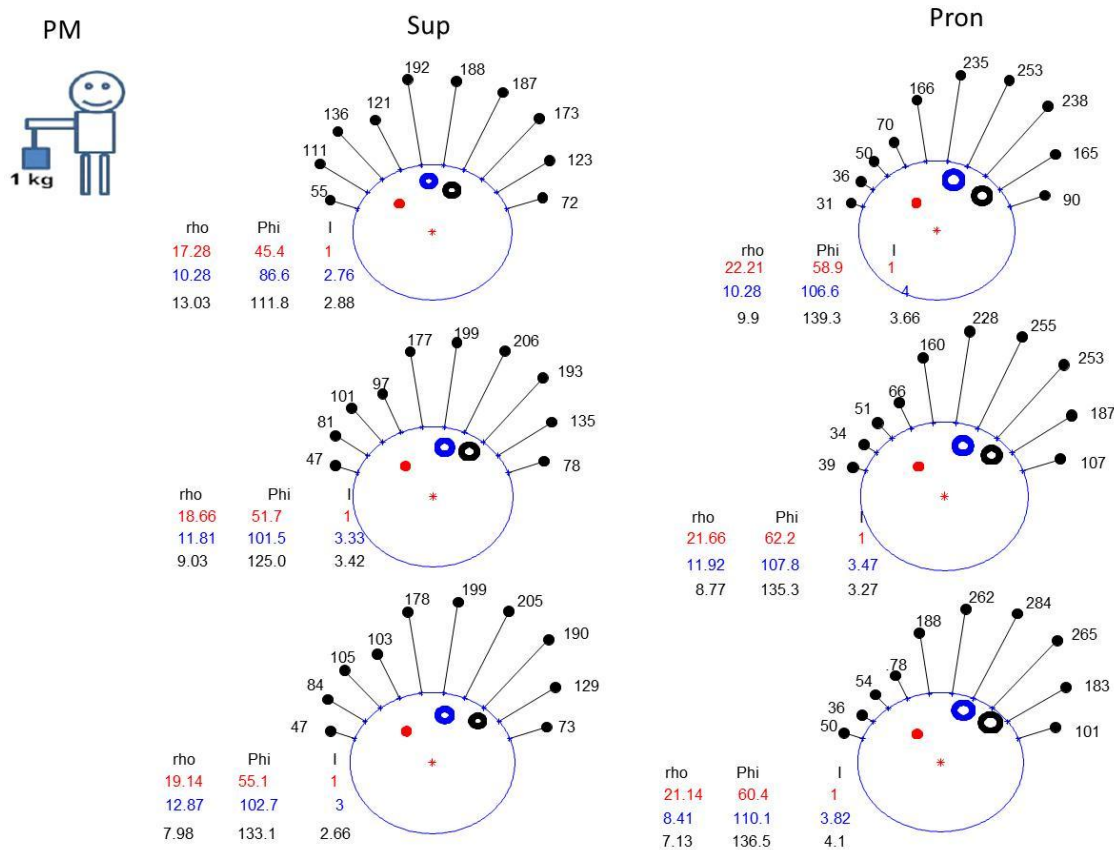 PM
1 kg
Sup
192
188
187
173
123
72
121
136
111
55
rho Phi I
17.28 45.4 1
10.28 86.6 2.76
13.03 111.8 2.88
177
199
206
193
135
78
97
101
81
47
rho Phi I
18.66 51.7 1
11.81 101.5 3.33
9.03 125.0 3.42
178
199
205
190
129
73
103
105
84
47
rho Phi I
19.14 55.1 1
12.87 102.7 3
7.98 133.1 2.66
Pron
235
253
238
165
90
166
70
50
36
31
rho Phi I
22.21 58.9 1
10.28 106.6 4
9.9 139.3 3.66
228
255
253
187
107
160
66
51
34
39
rho Phi I
21.66 62.2 1
11.92 107.8 3.47
8.77 135.3 3.27
262
284
265
183
101
188
.78
54
36
50
rho Phi I
21.14 60.4 1
8.41 110.1 3.82
7.13 136.5 4.1